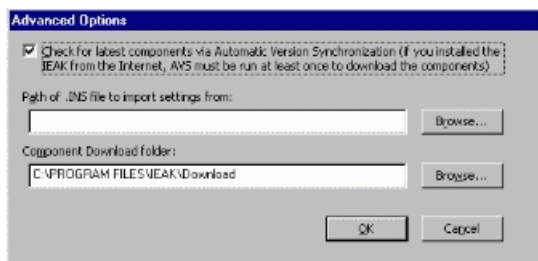 Advanced Options
Check for latest components via Automatic Version Synchronization (if you installed the
IEAK from the Internet, AVS must be run at least once to download the components)
Path of .INS file to import settings from:
Browse...
Component Download folder:
C:\PROGRAM FILES\IEAK\Download
Browse...
OK
Cancel